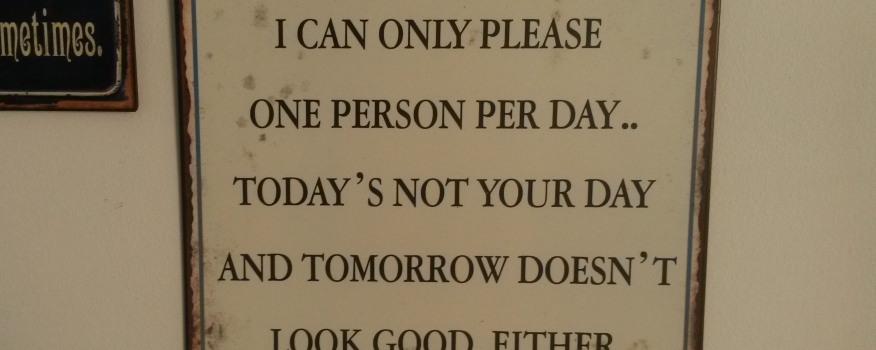 metimes.
I CAN ONLY PLEASE
ONE PERSON PER DAY..
TODAY'S NOT YOUR DAY
AND TOMORROW DOESN'T
LOOK GOOD EITHER